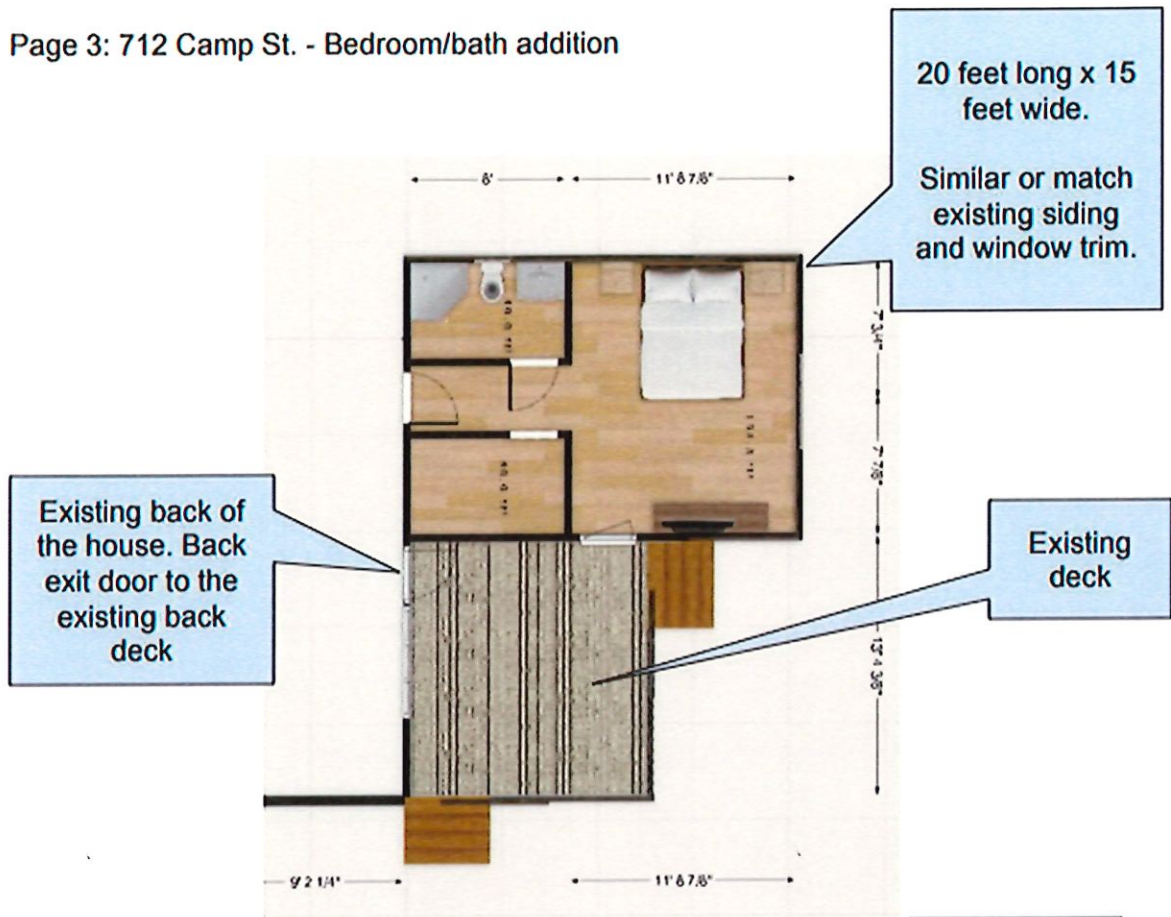 Page 3: 712 Camp St. - Bedroom/bath addition
20 feet long x 15
feet wide.
Similar or match
existing siding
and window trim.
8'
11' 8 7/8"
7' 3/4"
7' 7/8"
Existing back of
the house. Back
exit door to the
existing back
deck
Existing
deck
13' 4 3/8"
9' 2 1/4"
11' 8 7/8"